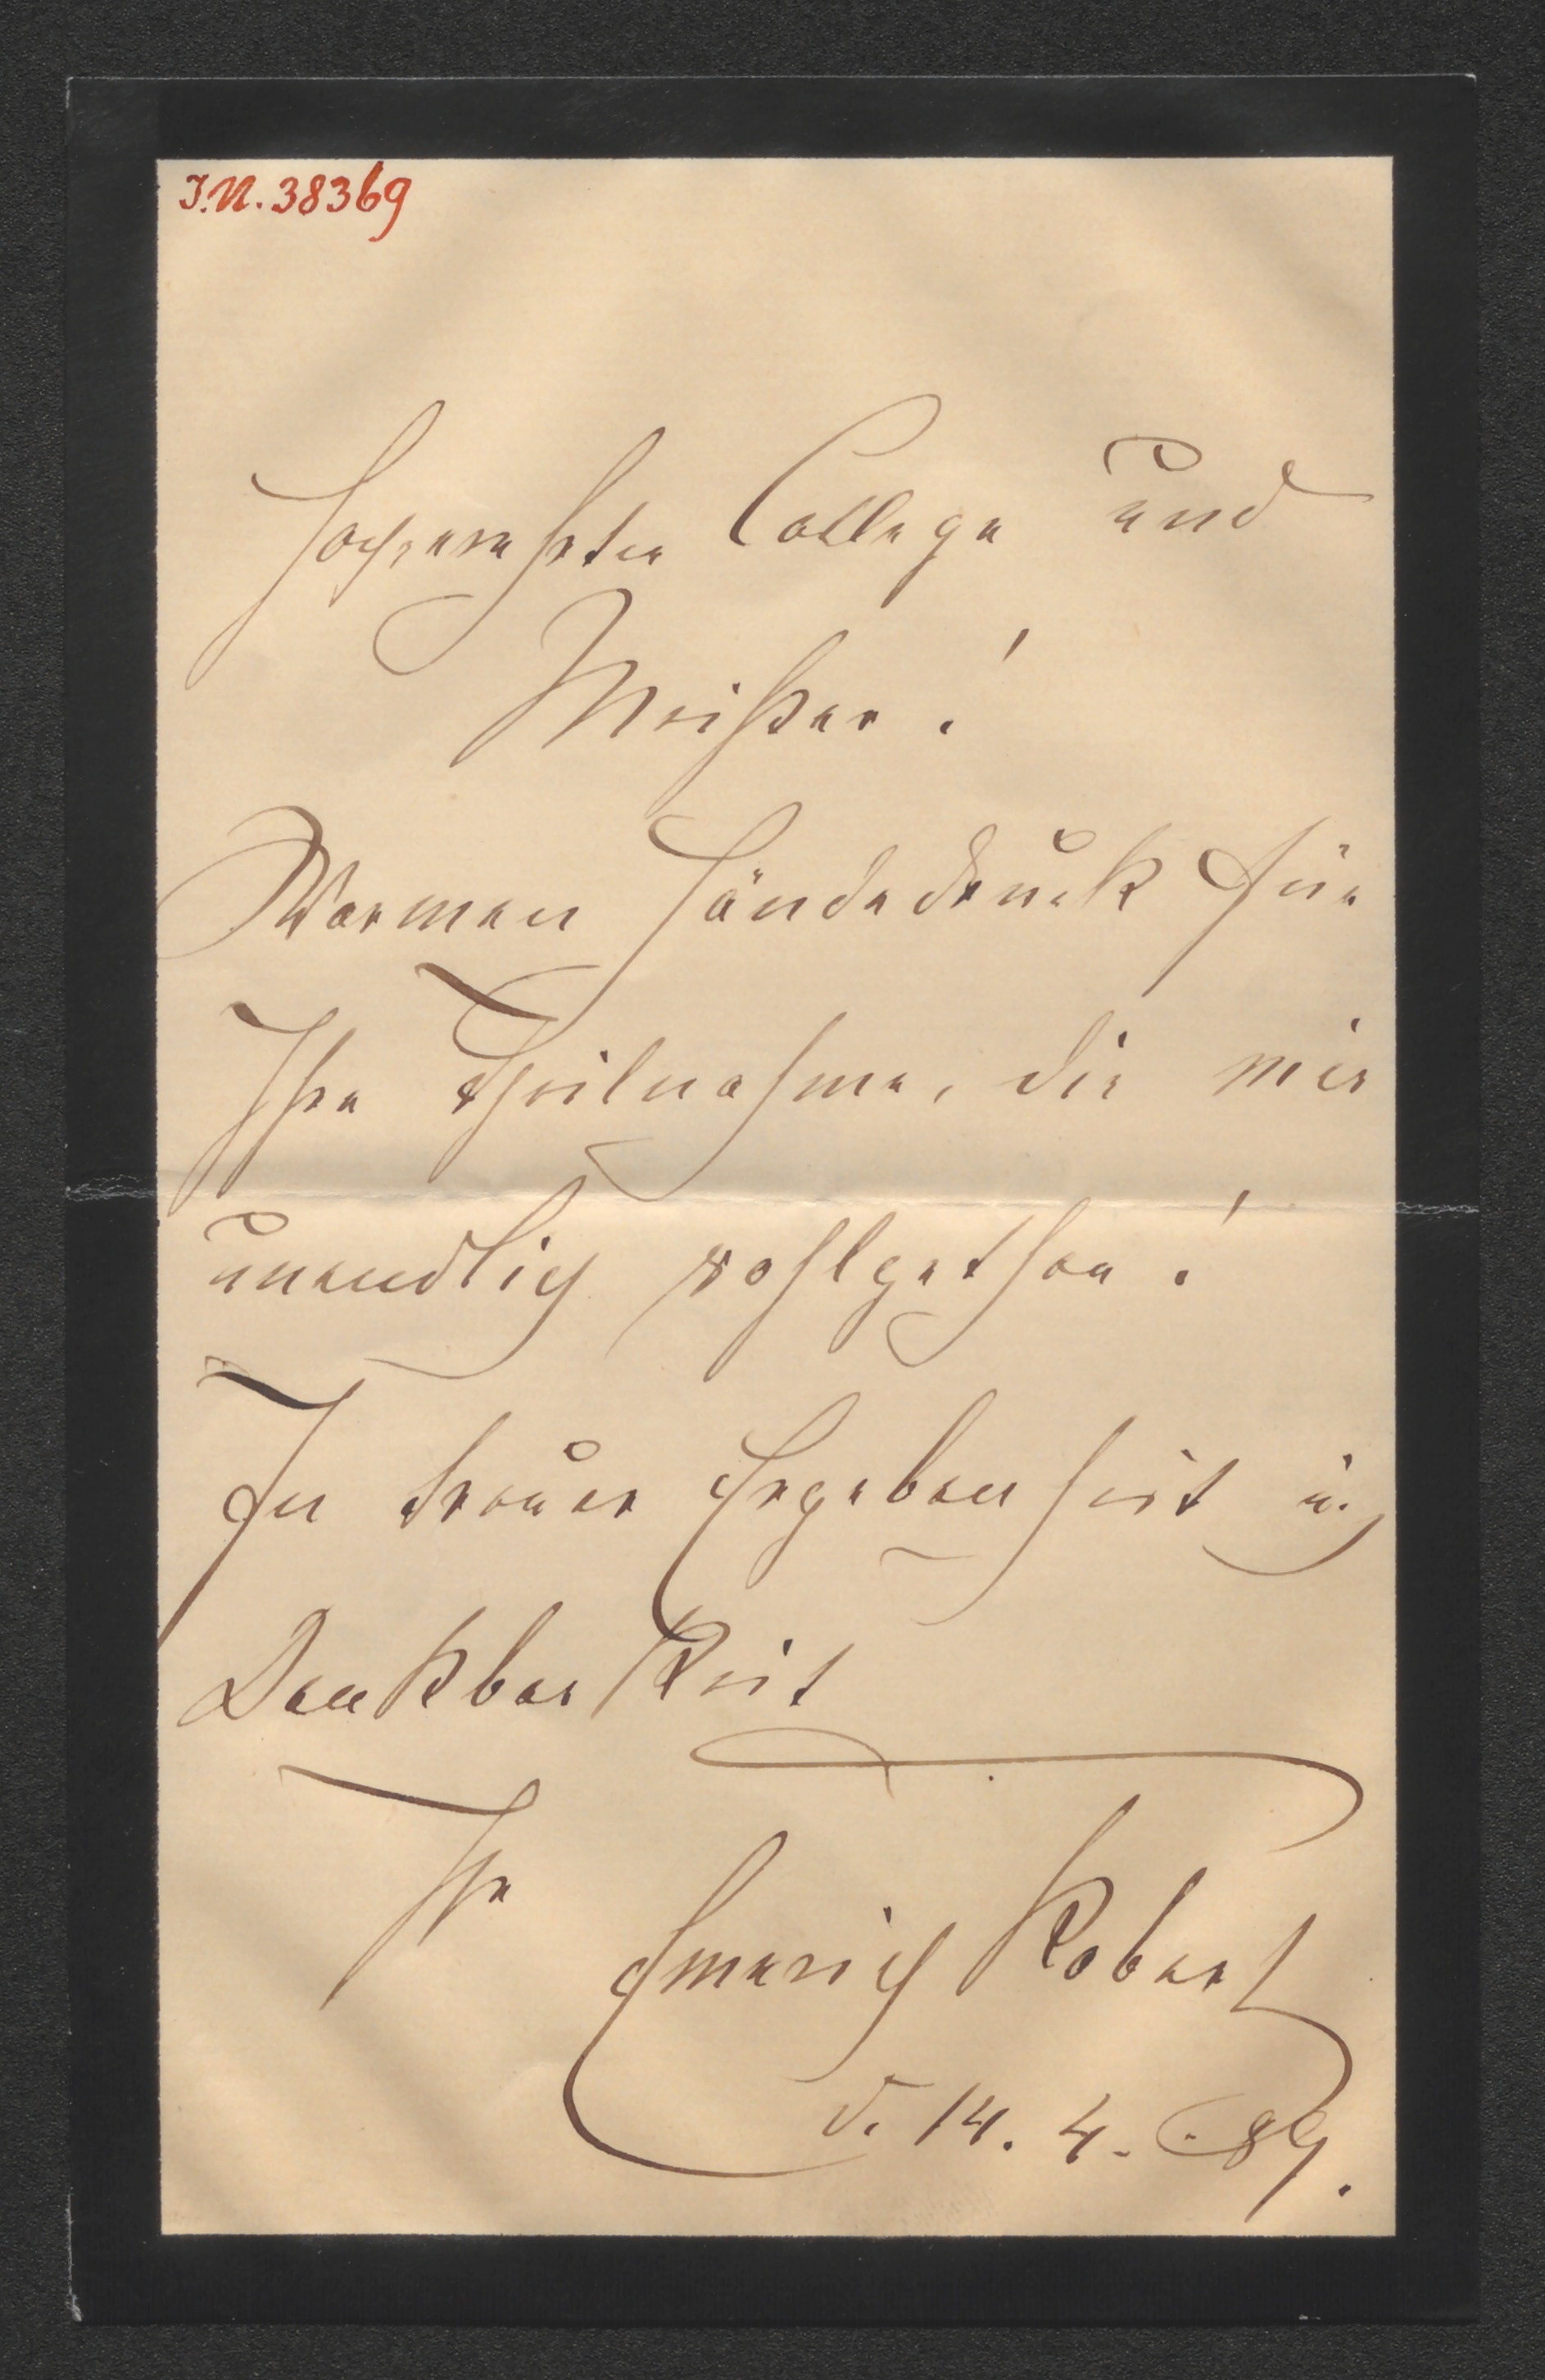 I.N. 38369
Hochverehrter College und
Meister!
Warmen Händedruck für
Ihre Theilnahme, die mir
unendlich wohlgethan!
In treuer Ergebenheit u.
Dankbarkeit
Ihr
Emerich Robert
d. 14. 4. 89.